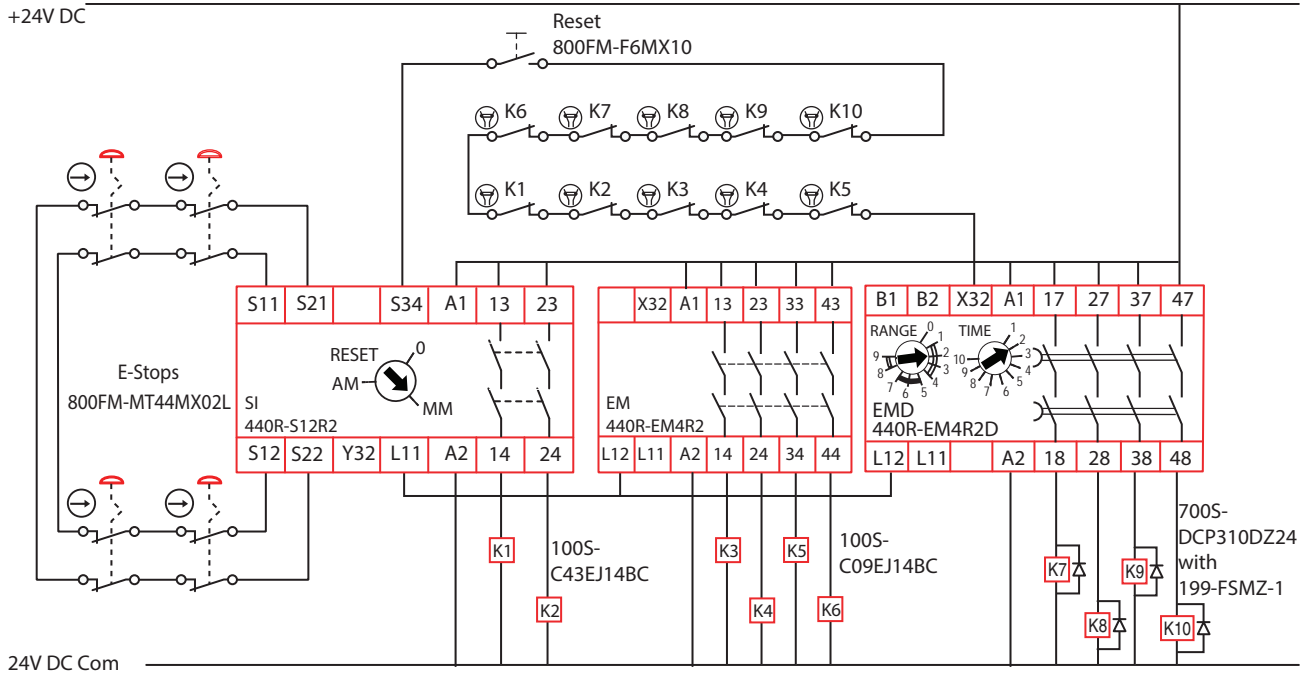 +24V DC
Reset
800FM-F6MX10
K6 K7 K8 K9 K10
K1 K2 K3 K4 K5
E-Stops
800FM-MT44MX02L
S11 S21 S34 A1 13 23
RESET 0
AM
MM
SI
440R-S12R2
S12 S22 Y32 L11 A2 14 24
X32 A1 13 23 33 43
EM
440R-EM4R2
L12 L11 A2 14 24 34 44
B1 B2 X32 A1 17 27 37 47
RANGE 0 1 2 3 4 5 6 7 8 9
TIME 1 2 3 4 5 6 7 8 9 10
EMD
440R-EM4R2D
L12 L11 A2 18 28 38 48
K1
K2
100S-
C43EJ14BC
K3
K4
K5
K6
100S-
C09EJ14BC
K7
K8
K9
K10
700S-
DCP310DZ24
with
199-FSMZ-1
24V DC Com